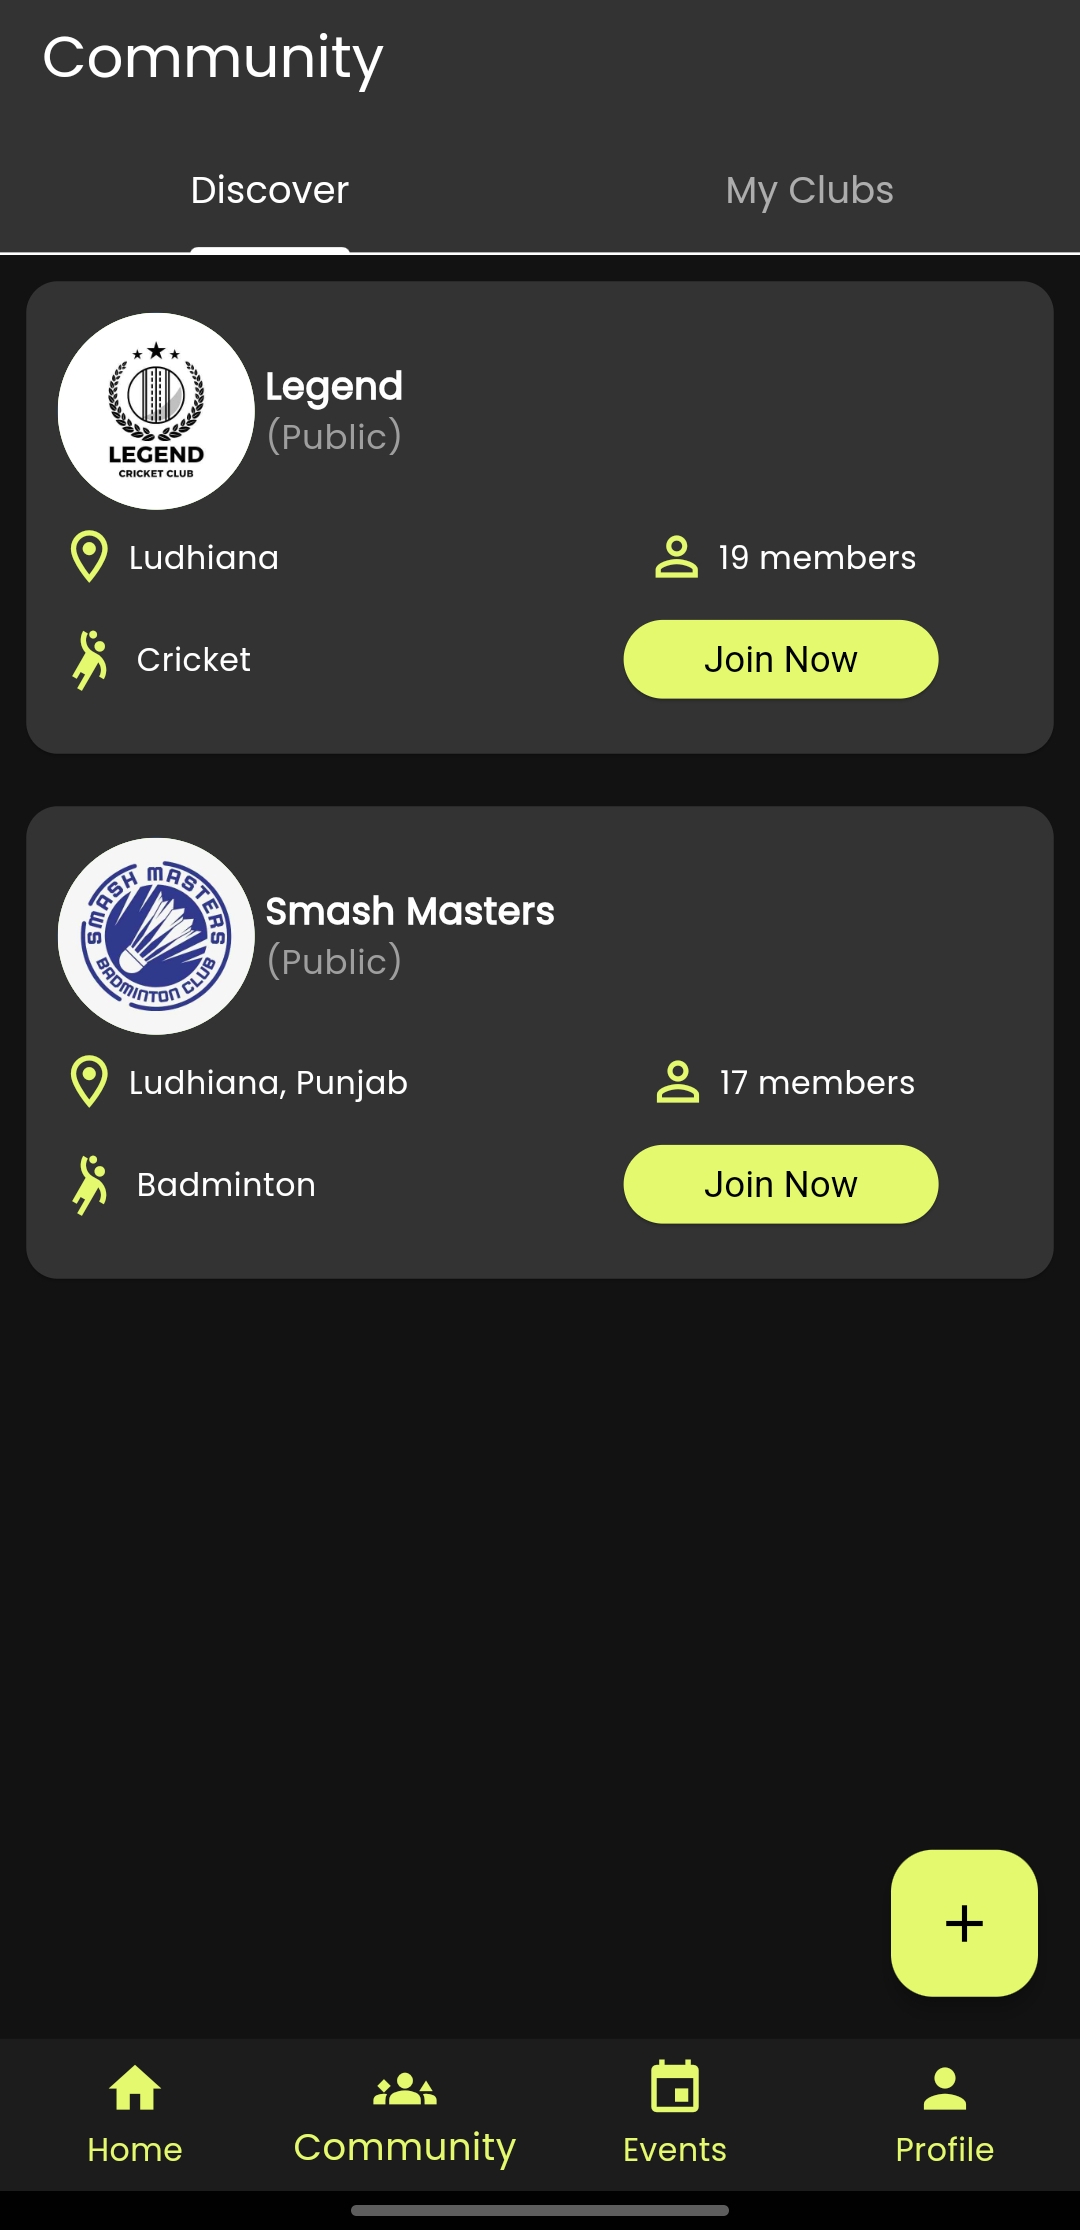 Community
Discover
My Clubs
LEGEND
CRICKET CLUB
Legend
(Public)
Ludhiana
19 members
Cricket
Join Now
SMASH MASTERS
BADMINTON CLUB
Smash Masters
(Public)
Ludhiana, Punjab
17 members
Badminton
Join Now
+
Home
Community
Events
Profile